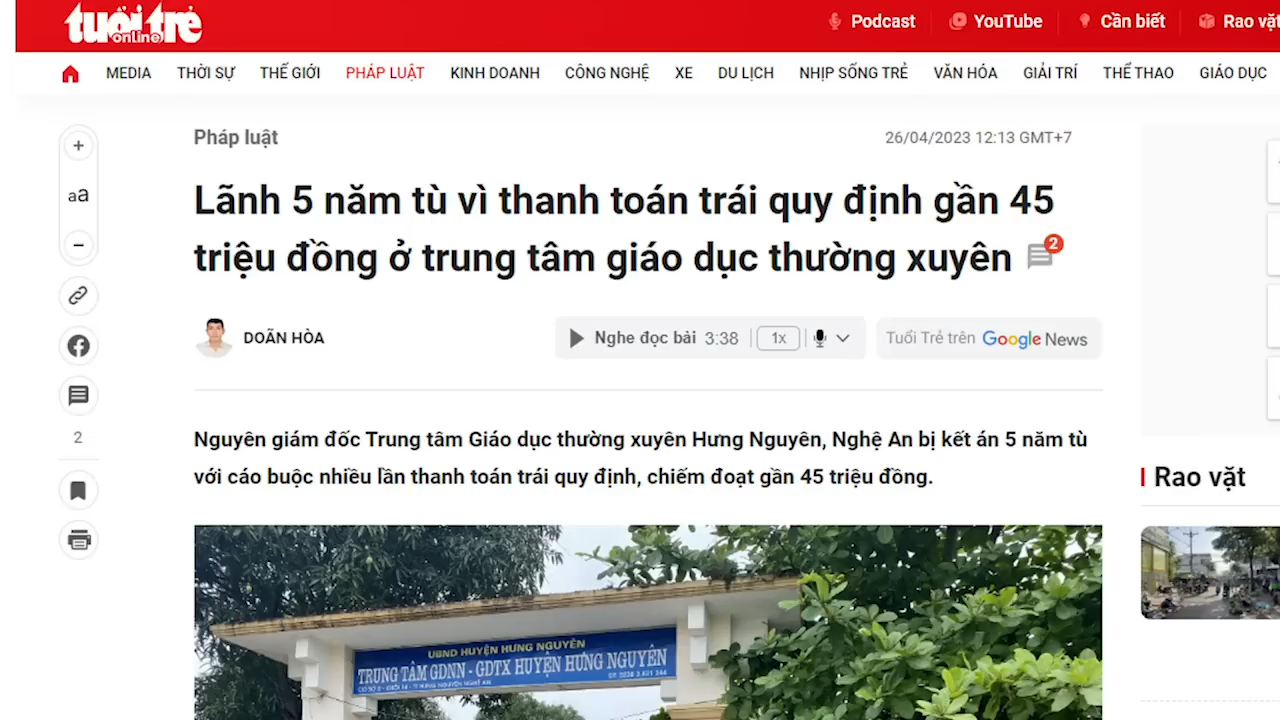 tuổi trẻ online
Podcast YouTube Cần biết Rao vặt
MEDIA THỜI SỰ THẾ GIỚI PHÁP LUẬT KINH DOANH CÔNG NGHỆ XE DU LỊCH NHỊP SỐNG TRẺ VĂN HÓA GIẢI TRÍ THỂ THAO GIÁO DỤC
Pháp luật 26/04/2023 12:13 GMT+7
+
aa
−
Lãnh 5 năm tù vì thanh toán trái quy định gần 45
triệu đồng ở trung tâm giáo dục thường xuyên 2
DOÃN HÒA Nghe đọc bài 3:38 1x Tuổi Trẻ trên Google News
2
Nguyên giám đốc Trung tâm Giáo dục thường xuyên Hưng Nguyên, Nghệ An bị kết án 5 năm tù
với cáo buộc nhiều lần thanh toán trái quy định, chiếm đoạt gần 45 triệu đồng.
Rao vặt
UBND HUYỆN HƯNG NGUYÊN
TRUNG TÂM GDNN - GDTX HUYỆN HƯNG NGUYÊN